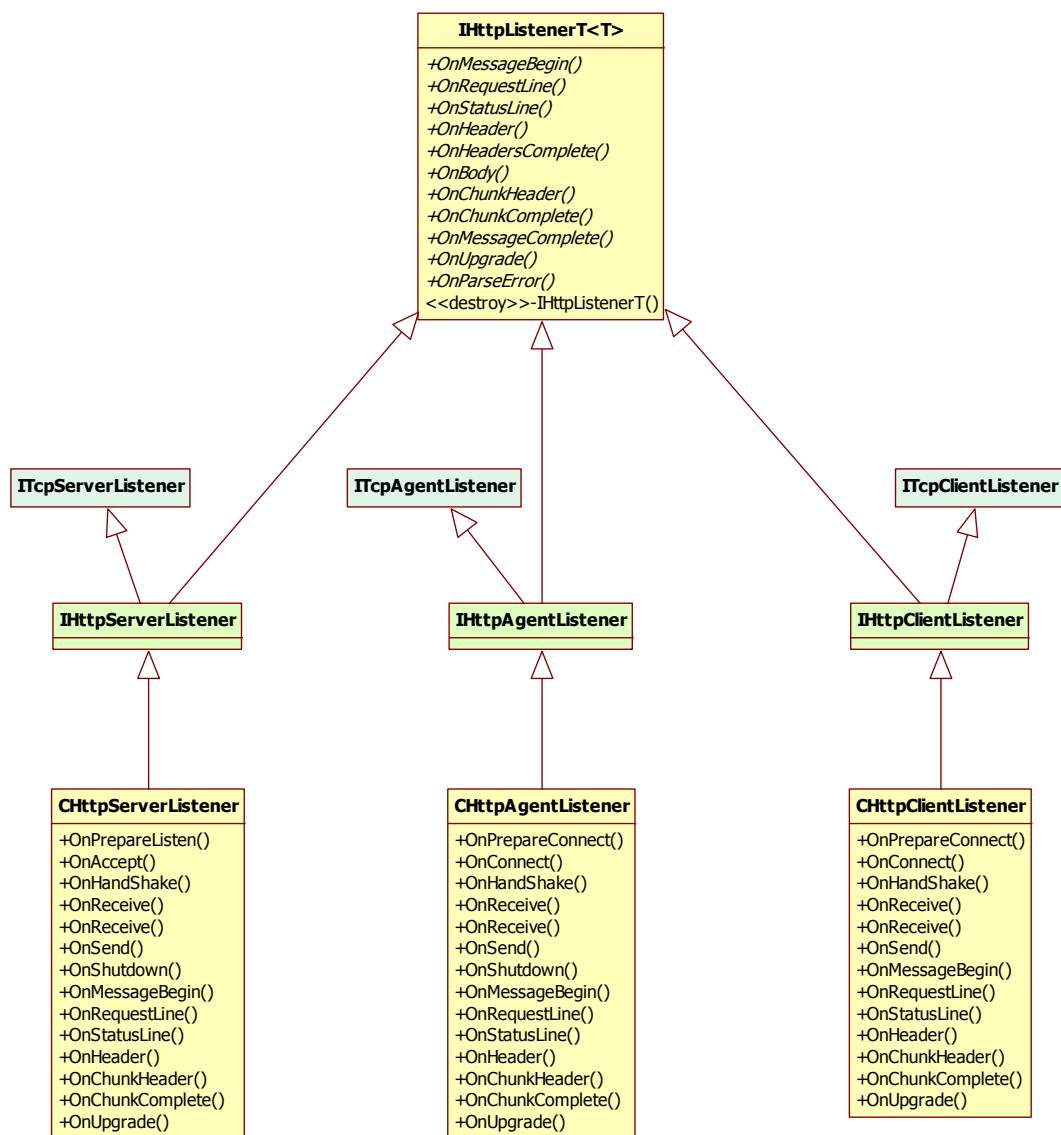 IHttpListenerT<T>
+OnMessageBegin()
+OnRequestLine()
+OnStatusLine()
+OnHeader()
+OnHeadersComplete()
+OnBody()
+OnChunkHeader()
+OnChunkComplete()
+OnMessageComplete()
+OnUpgrade()
+OnParseError()
<<destroy>>-IHttpListenerT()
ITcpServerListener
ITcpAgentListener
ITcpClientListener
IHttpServerListener
IHttpAgentListener
IHttpClientListener
CHttpServerListener
+OnPrepareListen()
+OnAccept()
+OnHandShake()
+OnReceive()
+OnReceive()
+OnSend()
+OnShutdown()
+OnMessageBegin()
+OnRequestLine()
+OnStatusLine()
+OnHeader()
+OnChunkHeader()
+OnChunkComplete()
+OnUpgrade()
CHttpAgentListener
+OnPrepareConnect()
+OnConnect()
+OnHandShake()
+OnReceive()
+OnReceive()
+OnSend()
+OnShutdown()
+OnMessageBegin()
+OnRequestLine()
+OnStatusLine()
+OnHeader()
+OnChunkHeader()
+OnChunkComplete()
+OnUpgrade()
CHttpClientListener
+OnPrepareConnect()
+OnConnect()
+OnHandShake()
+OnReceive()
+OnReceive()
+OnSend()
+OnMessageBegin()
+OnRequestLine()
+OnStatusLine()
+OnHeader()
+OnChunkHeader()
+OnChunkComplete()
+OnUpgrade()